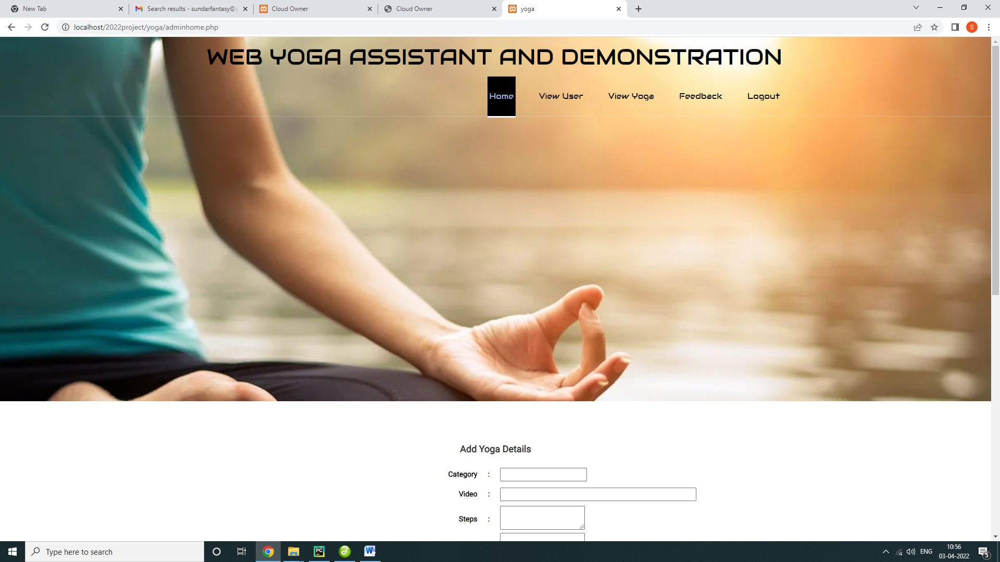 New Tab
Search results - sundarfantasy@g
Cloud Owner
Cloud Owner
yoga
localhost/2022project/yoga/adminhome.php
S
WEB YOGA ASSISTANT AND DEMONSTRATION
Home View User View Yoga Feedback Logout
Add Yoga Details
Category :
Video :
Steps :
Type here to search
PC
W
ENG
10:56
03-04-2022
5